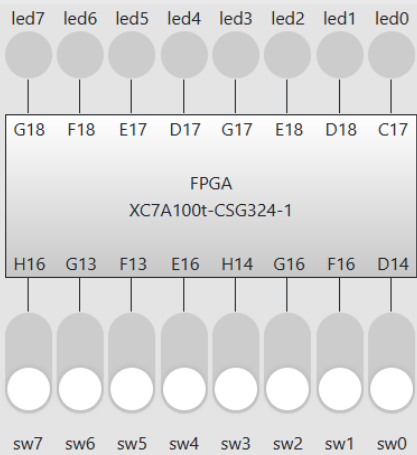 led7 led6 led5 led4 led3 led2 led1 led0
G18 F18 E17 D17 G17 E18 D18 C17
FPGA
XC7A100t-CSG324-1
H16 G13 F13 E16 H14 G16 F16 D14
sw7 sw6 sw5 sw4 sw3 sw2 sw1 sw0